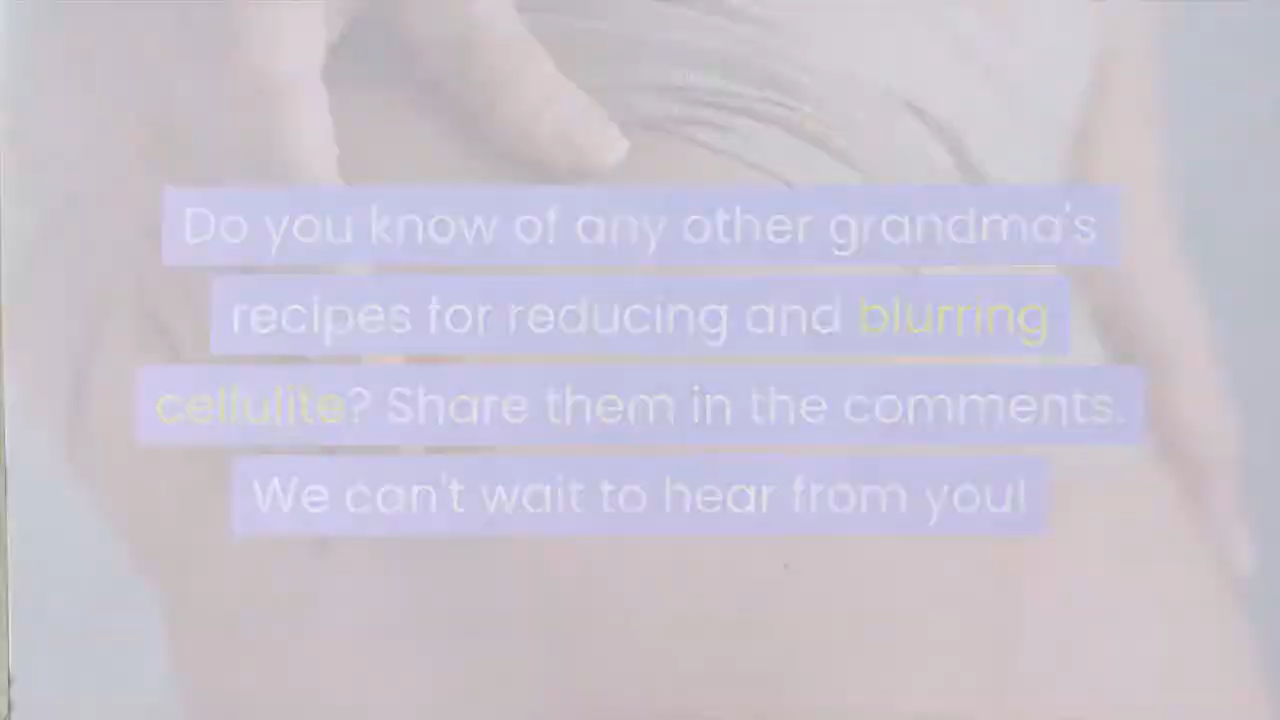 Do you know of any other grandma's
recipes for reducing and blurring
cellulite? Share them in the comments.
We can't wait to hear from you!